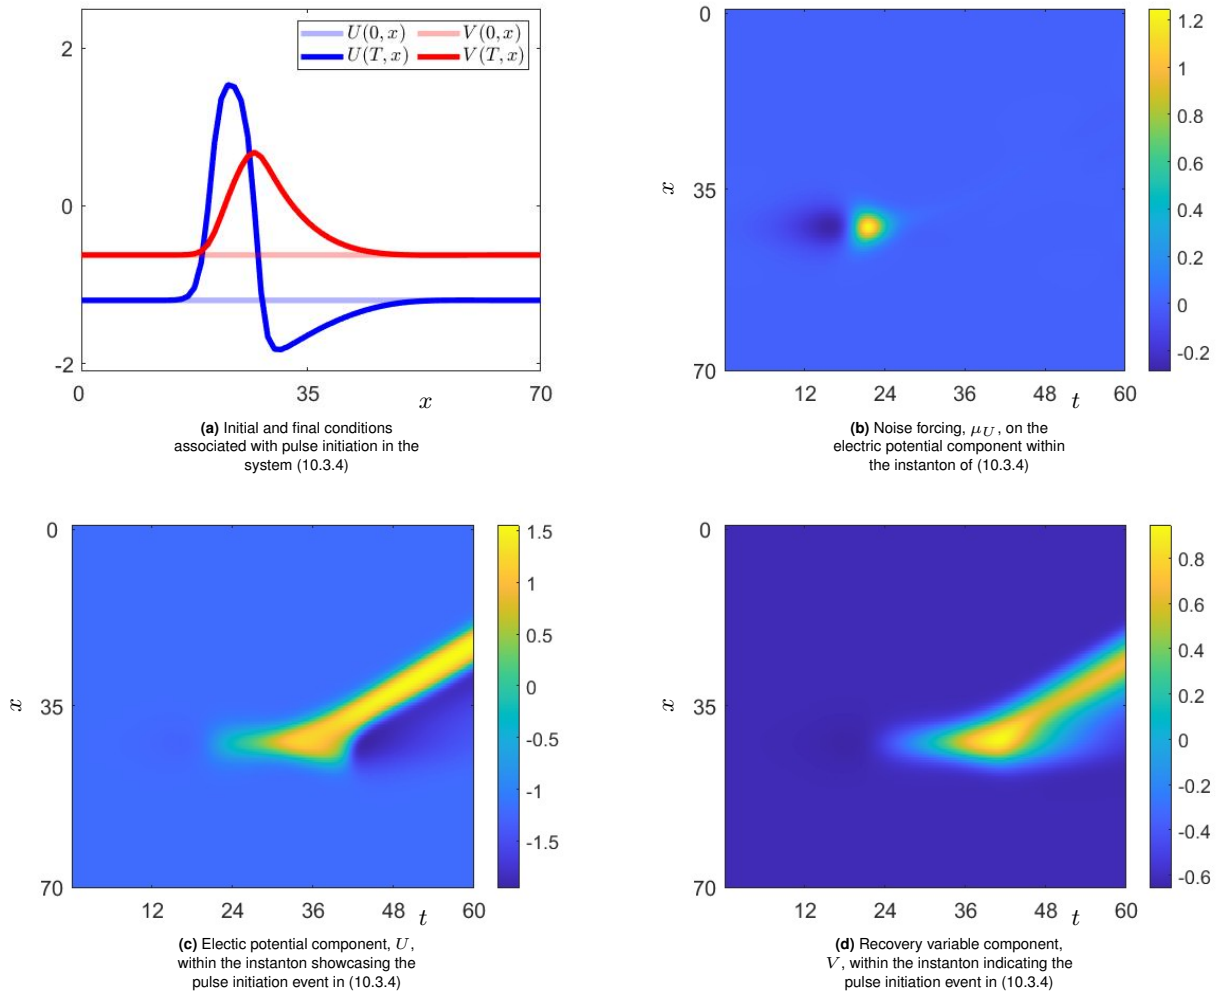 U(0, x) V(0, x)
U(T, x) V(T, x)
2
0
-2
0 35 70
x
(a) Initial and final conditions
associated with pulse initiation in the
system (10.3.4)
0
35
70
x
12 24 36 48 60
t
1.2
1
0.8
0.6
0.4
0.2
0
-0.2
(b) Noise forcing, μU, on the
electric potential component within
the instanton of (10.3.4)
0
35
70
x
12 24 36 48 60
t
1.5
1
0.5
0
-0.5
-1
-1.5
(c) Electic potential component, U,
within the instanton showcasing the
pulse initiation event in (10.3.4)
0
35
70
x
12 24 36 48 60
t
0.8
0.6
0.4
0.2
0
-0.2
-0.4
-0.6
(d) Recovery variable component,
V, within the instanton indicating the
pulse initiation event in (10.3.4)